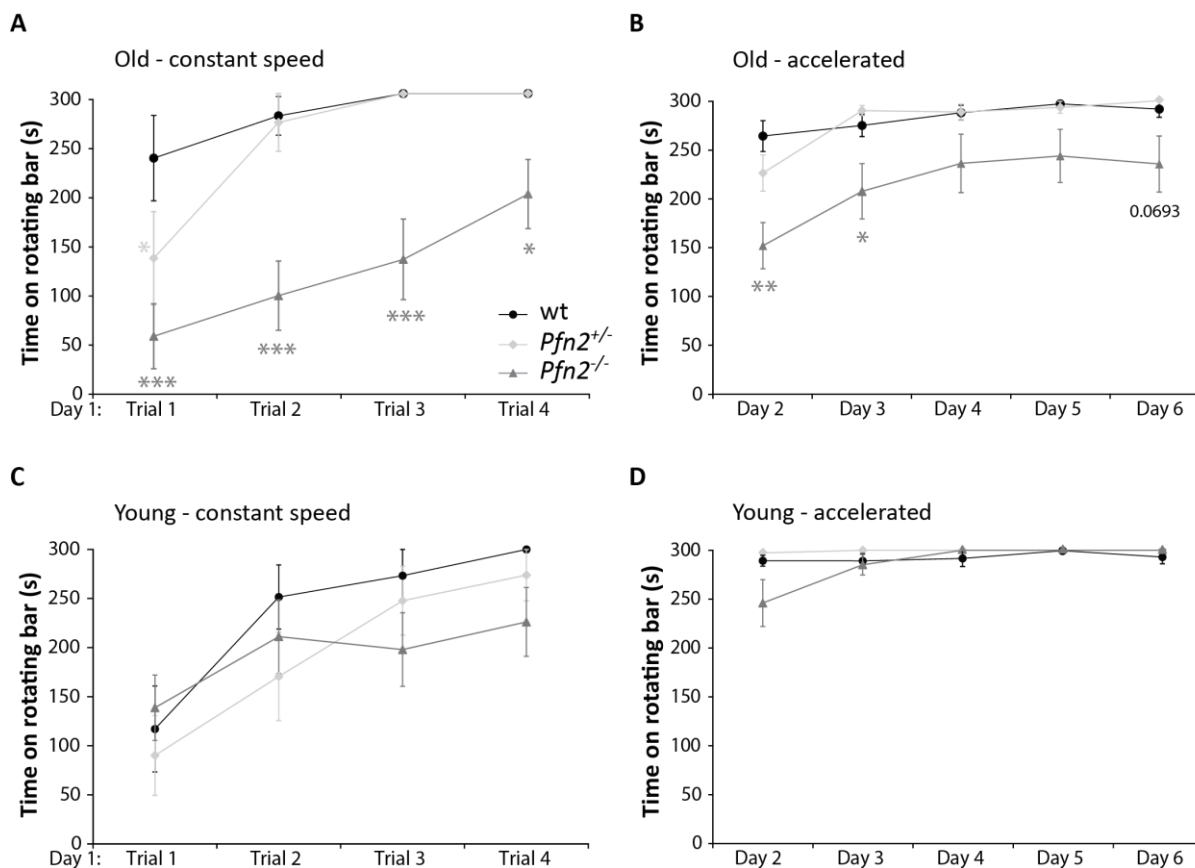 A
Old - constant speed
Time on rotating bar (s)
300
250
200
150
100
50
0
*
***
***
***
*
wt
Pfn2+/-
Pfn2-/-
Day 1: Trial 1 Trial 2 Trial 3 Trial 4
B
Old - accelerated
Time on rotating bar (s)
300
250
200
150
100
50
0
**
*
0.0693
Day 2 Day 3 Day 4 Day 5 Day 6
C
Young - constant speed
Time on rotating bar (s)
300
250
200
150
100
50
0
Day 1: Trial 1 Trial 2 Trial 3 Trial 4
D
Young - accelerated
Time on rotating bar (s)
300
250
200
150
100
50
0
Day 2 Day 3 Day 4 Day 5 Day 6